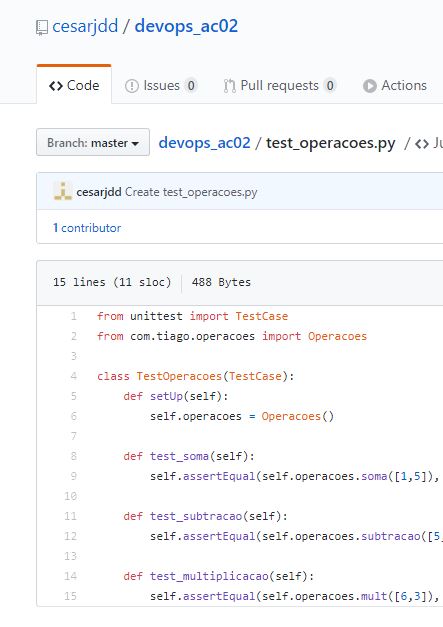 cesarjdd / devops_ac02
<> Code Issues 0 Pull requests 0 Actions
Branch: master devops_ac02 / test_operacoes.py / <>
cesarjdd Create test_operacoes.py
1 contributor
15 lines (11 sloc) 488 Bytes
1 from unittest import TestCase
2 from com.tiago.operacoes import Operacoes
3
4 class TestOperacoes(TestCase):
5 def setUp(self):
6 self.operacoes = Operacoes()
7
8 def test_soma(self):
9 self.assertEqual(self.operacoes.soma([1,5]),
10
11 def test_subtracao(self):
12 self.assertEqual(self.operacoes.subtracao([5,
13
14 def test_multiplicacao(self):
15 self.assertEqual(self.operacoes.mult([6,3]),